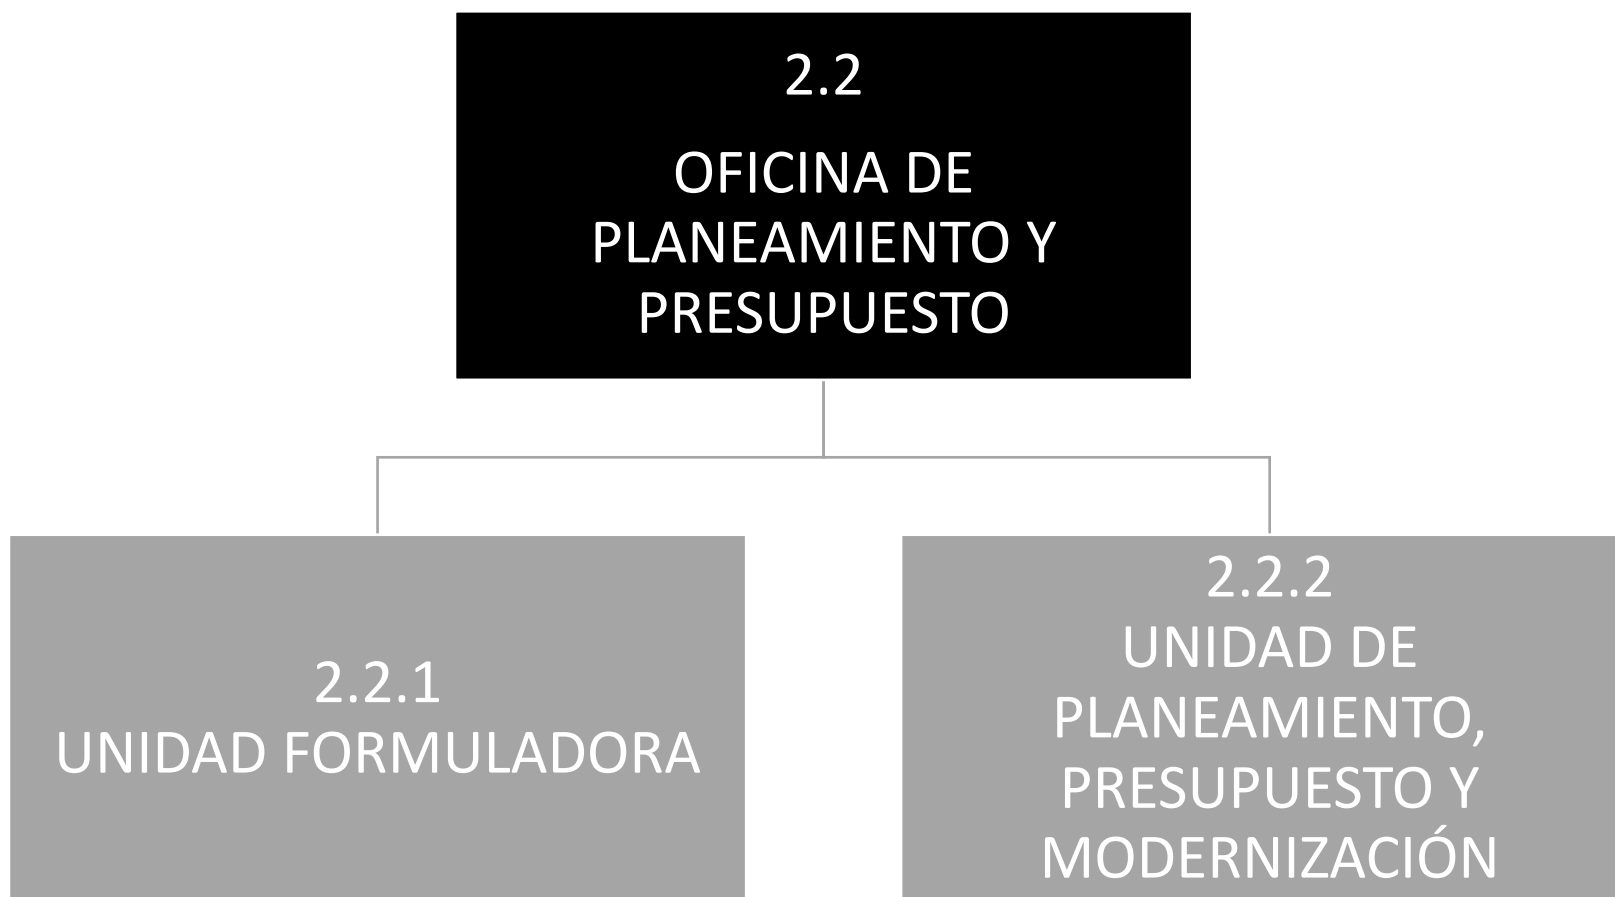 2.2
OFICINA DE
PLANEAMIENTO Y
PRESUPUESTO
2.2.1
UNIDAD FORMULADORA
2.2.2
UNIDAD DE
PLANEAMIENTO,
PRESUPUESTO Y
MODERNIZACIÓN